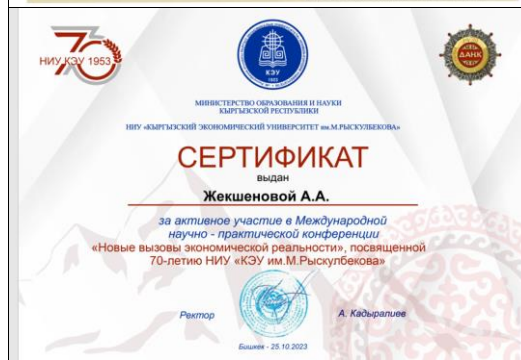 НИУ КЭУ 1953
КЭУ
ДАНК
МИНИСТЕРСТВО ОБРАЗОВАНИЯ И НАУКИ
КЫРГЫЗСКОЙ РЕСПУБЛИКИ
НИУ «КЫРГЫЗСКИЙ ЭКОНОМИЧЕСКИЙ УНИВЕРСИТЕТ им.М.РЫСКУЛБЕКОВА»
СЕРТИФИКАТ
выдан
Жекшеновой А.А.
за активное участие в Международной
научно - практической конференции
«Новые вызовы экономической реальности», посвященной
70-летию НИУ «КЭУ им.М.Рыскулбекова»
Ректор
А. Кадыралиев
Бишкек - 25.10.2023